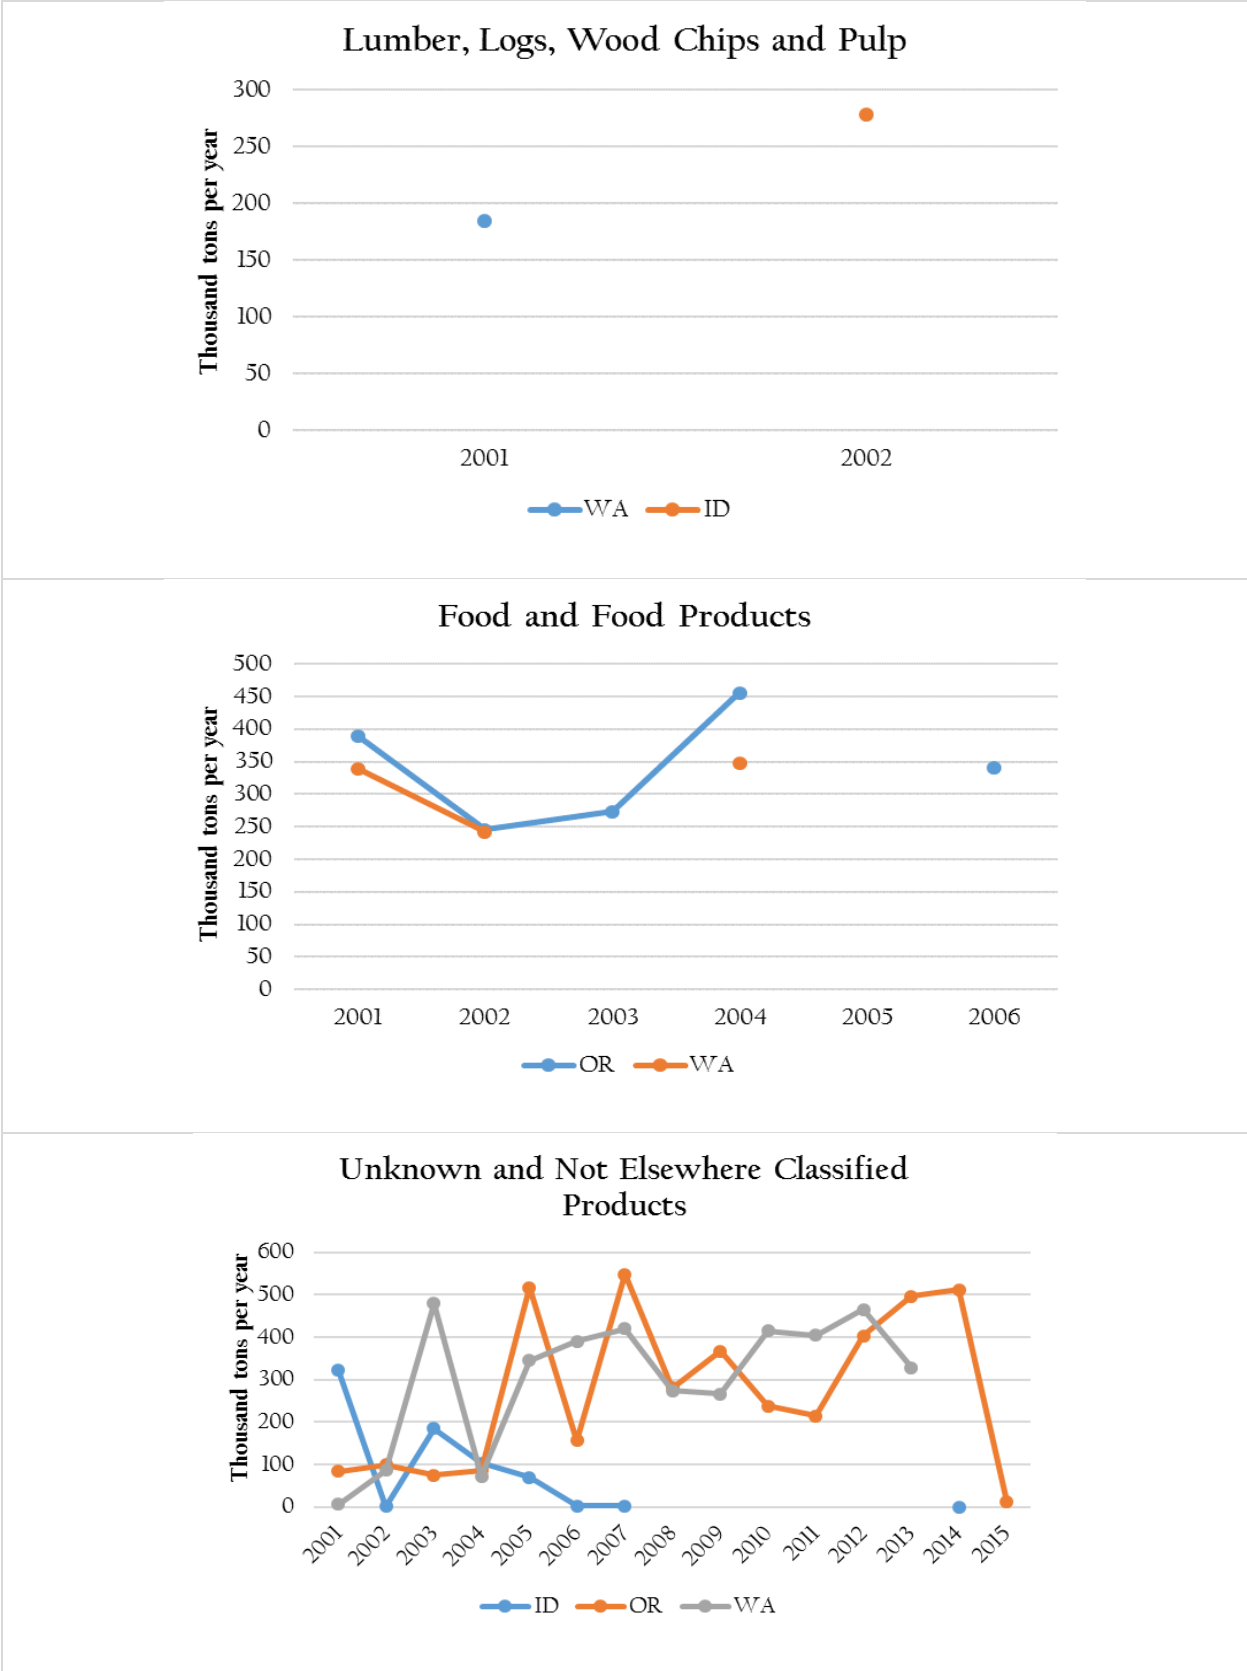 Lumber, Logs, Wood Chips and Pulp
Thousand tons per year
300
250
200
150
100
50
0
2001 2002
WA ID
Food and Food Products
Thousand tons per year
500
450
400
350
300
250
200
150
100
50
0
2001 2002 2003 2004 2005 2006
OR WA
Unknown and Not Elsewhere Classified
Products
Thousand tons per year
600
500
400
300
200
100
0
2001 2002 2003 2004 2005 2006 2007 2008 2009 2010 2011 2012 2013 2014 2015
ID OR WA